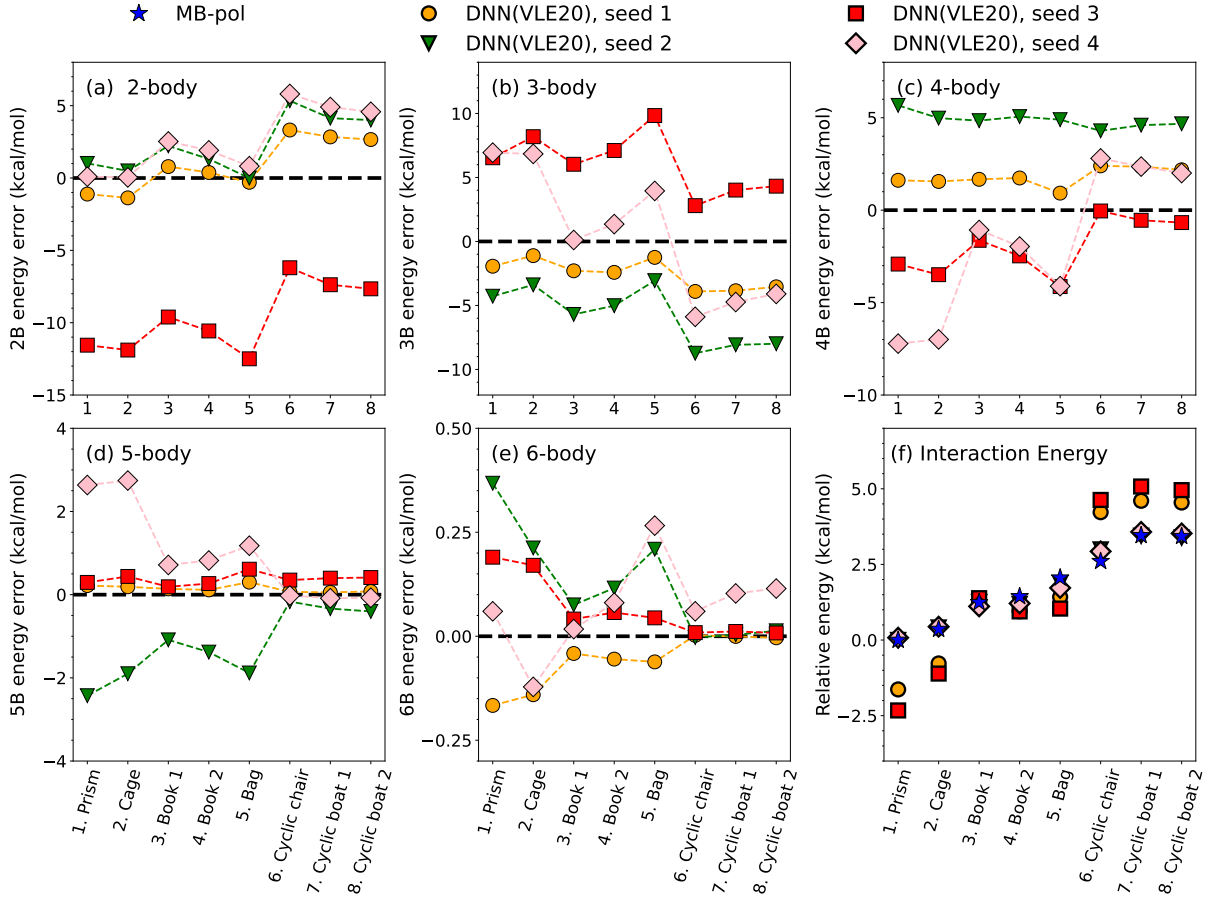 MB-pol
DNN(VLE20), seed 1
DNN(VLE20), seed 3
DNN(VLE20), seed 2
DNN(VLE20), seed 4
(a) 2-body
2B energy error (kcal/mol)
5
0
−5
−10
−15
1 2 3 4 5 6 7 8
(b) 3-body
3B energy error (kcal/mol)
10
5
0
−5
−10
1 2 3 4 5 6 7 8
(c) 4-body
4B energy error (kcal/mol)
5
0
−5
−10
1 2 3 4 5 6 7 8
(d) 5-body
5B energy error (kcal/mol)
4
2
0
−2
−4
1. Prism
2. Cage
3. Book 1
4. Book 2
5. Bag
6. Cyclic chair
7. Cyclic boat 1
8. Cyclic boat 2
(e) 6-body
6B energy error (kcal/mol)
0.50
0.25
0.00
−0.25
1. Prism
2. Cage
3. Book 1
4. Book 2
5. Bag
6. Cyclic chair
7. Cyclic boat 1
8. Cyclic boat 2
(f) Interaction Energy
Relative energy (kcal/mol)
5.0
2.5
0.0
−2.5
1. Prism
2. Cage
3. Book 1
4. Book 2
5. Bag
6. Cyclic chair
7. Cyclic boat 1
8. Cyclic boat 2